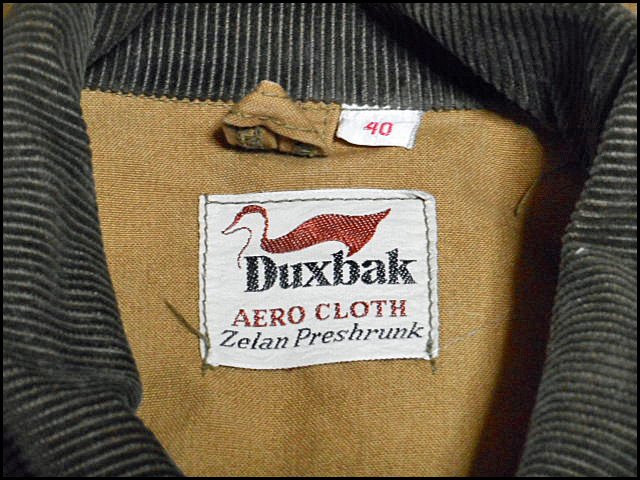 40
Duxbak
AERO CLOTH
Zelan Preshrunk